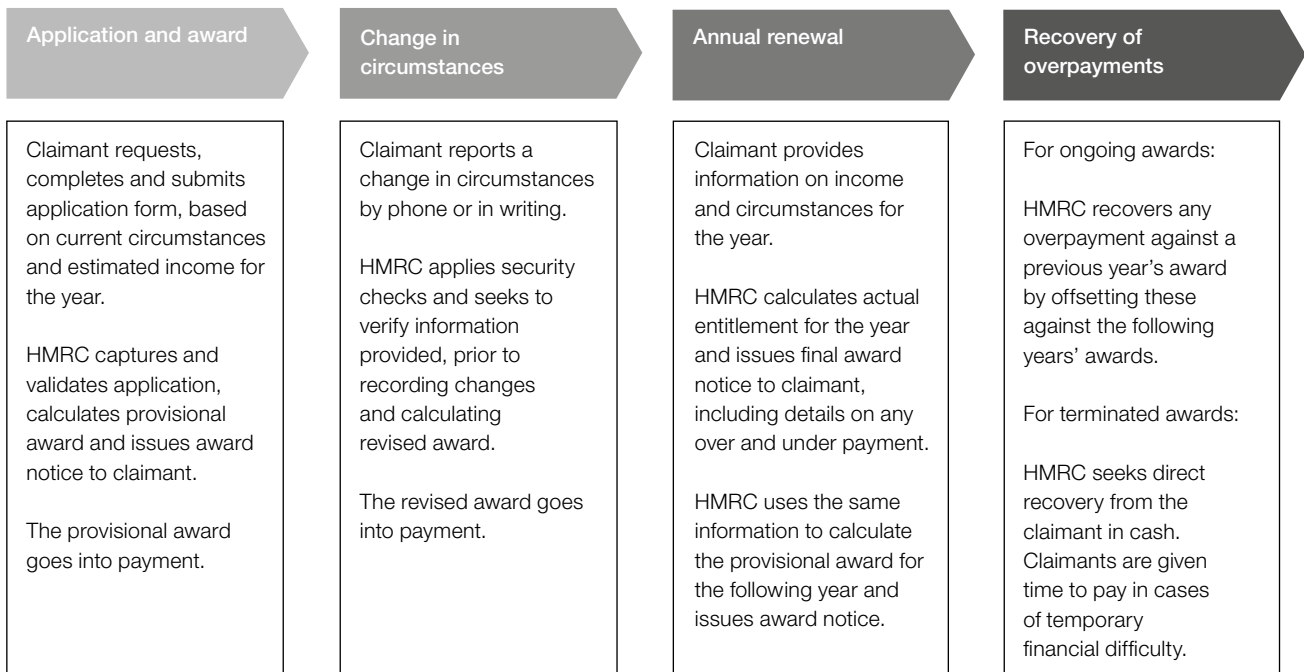 Application and award
Claimant requests,
completes and submits
application form, based
on current circumstances
and estimated income for
the year.
HMRC captures and
validates application,
calculates provisional
award and issues award
notice to claimant.
The provisional award
goes into payment.
Change in
circumstances
Claimant reports a
change in circumstances
by phone or in writing.
HMRC applies security
checks and seeks to
verify information
provided, prior to
recording changes
and calculating
revised award.
The revised award goes
into payment.
Annual renewal
Claimant provides
information on income
and circumstances for
the year.
HMRC calculates actual
entitlement for the year
and issues final award
notice to claimant,
including details on any
over and under payment.
HMRC uses the same
information to calculate
the provisional award for
the following year and
issues award notice.
Recovery of
overpayments
For ongoing awards:
HMRC recovers any
overpayment against a
previous year’s award
by offsetting these
against the following
years’ awards.
For terminated awards:
HMRC seeks direct
recovery from the
claimant in cash.
Claimants are given
time to pay in cases
of temporary
financial difficulty.